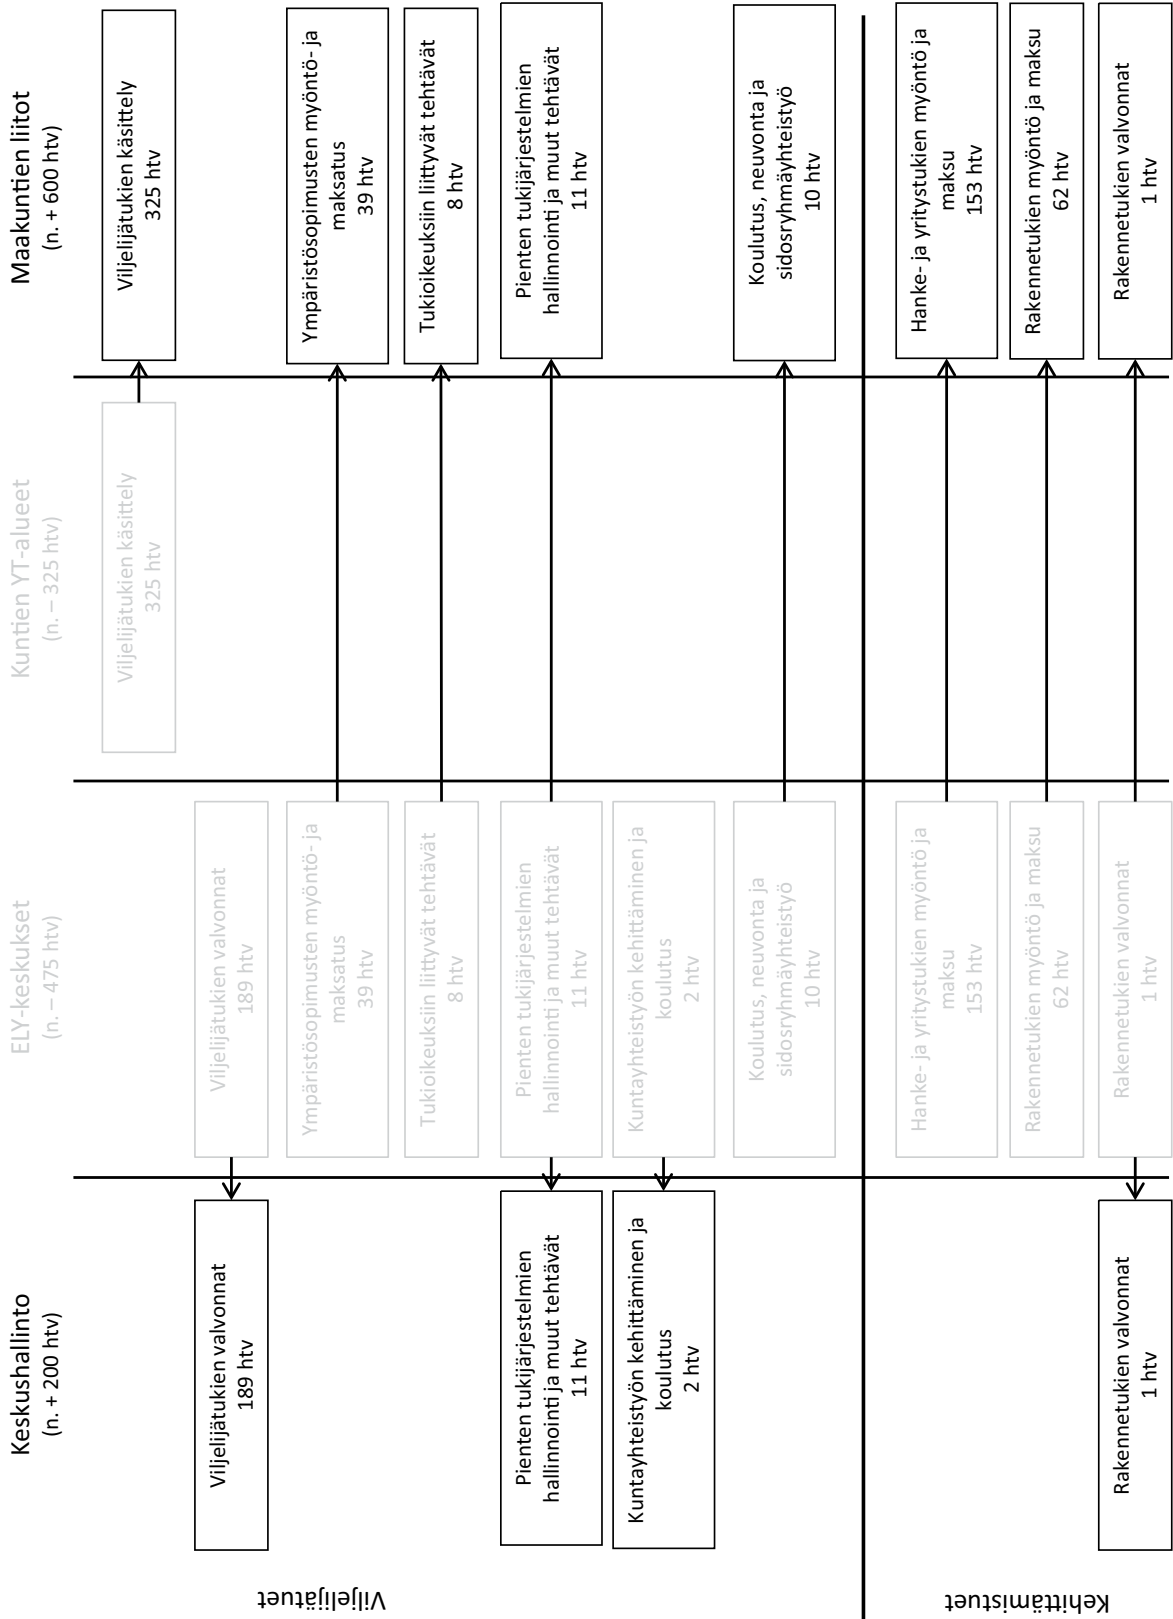 Keskushallinto
(n. + 200 htv)
ELY-keskukset
(n. – 475 htv)
Kuntien YT-alueet
(n. – 325 htv)
Maakuntien liitot
(n. + 600 htv)
Viljelijätuet
Viljelijätukien käsittely
325 htv
Viljelijätukien käsittely
325 htv
Viljelijätukien valvonnat
189 htv
Viljelijätukien valvonnat
189 htv
Ympäristösopimusten myöntö- ja
maksatus
39 htv
Ympäristösopimusten myöntö- ja
maksatus
39 htv
Tukioikeuksiin liittyvät tehtävät
8 htv
Tukioikeuksiin liittyvät tehtävät
8 htv
Pienten tukijärjestelmien
hallinnointi ja muut tehtävät
11 htv
Pienten tukijärjestelmien
hallinnointi ja muut tehtävät
11 htv
Pienten tukijärjestelmien
hallinnointi ja muut tehtävät
11 htv
Kuntayhteistyön kehittäminen ja
koulutus
2 htv
Kuntayhteistyön kehittäminen ja
koulutus
2 htv
Koulutus, neuvonta ja
sidosryhmäyhteistyö
10 htv
Koulutus, neuvonta ja
sidosryhmäyhteistyö
10 htv
Kehittämistuet
Hanke- ja yritystukien myöntö ja
maksu
153 htv
Hanke- ja yritystukien myöntö ja
maksu
153 htv
Rakennetukien myöntö ja maksu
62 htv
Rakennetukien myöntö ja maksu
62 htv
Rakennetukien valvonnat
1 htv
Rakennetukien valvonnat
1 htv
Rakennetukien valvonnat
1 htv